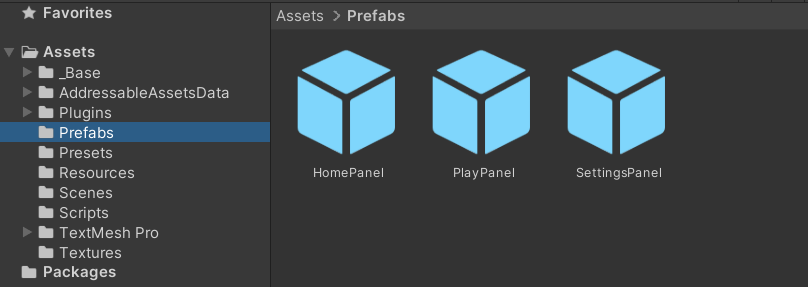 Favorites
Assets
_Base
AddressableAssetsData
Plugins
Prefabs
Presets
Resources
Scenes
Scripts
TextMesh Pro
Textures
Packages
Assets > Prefabs
HomePanel
PlayPanel
SettingsPanel